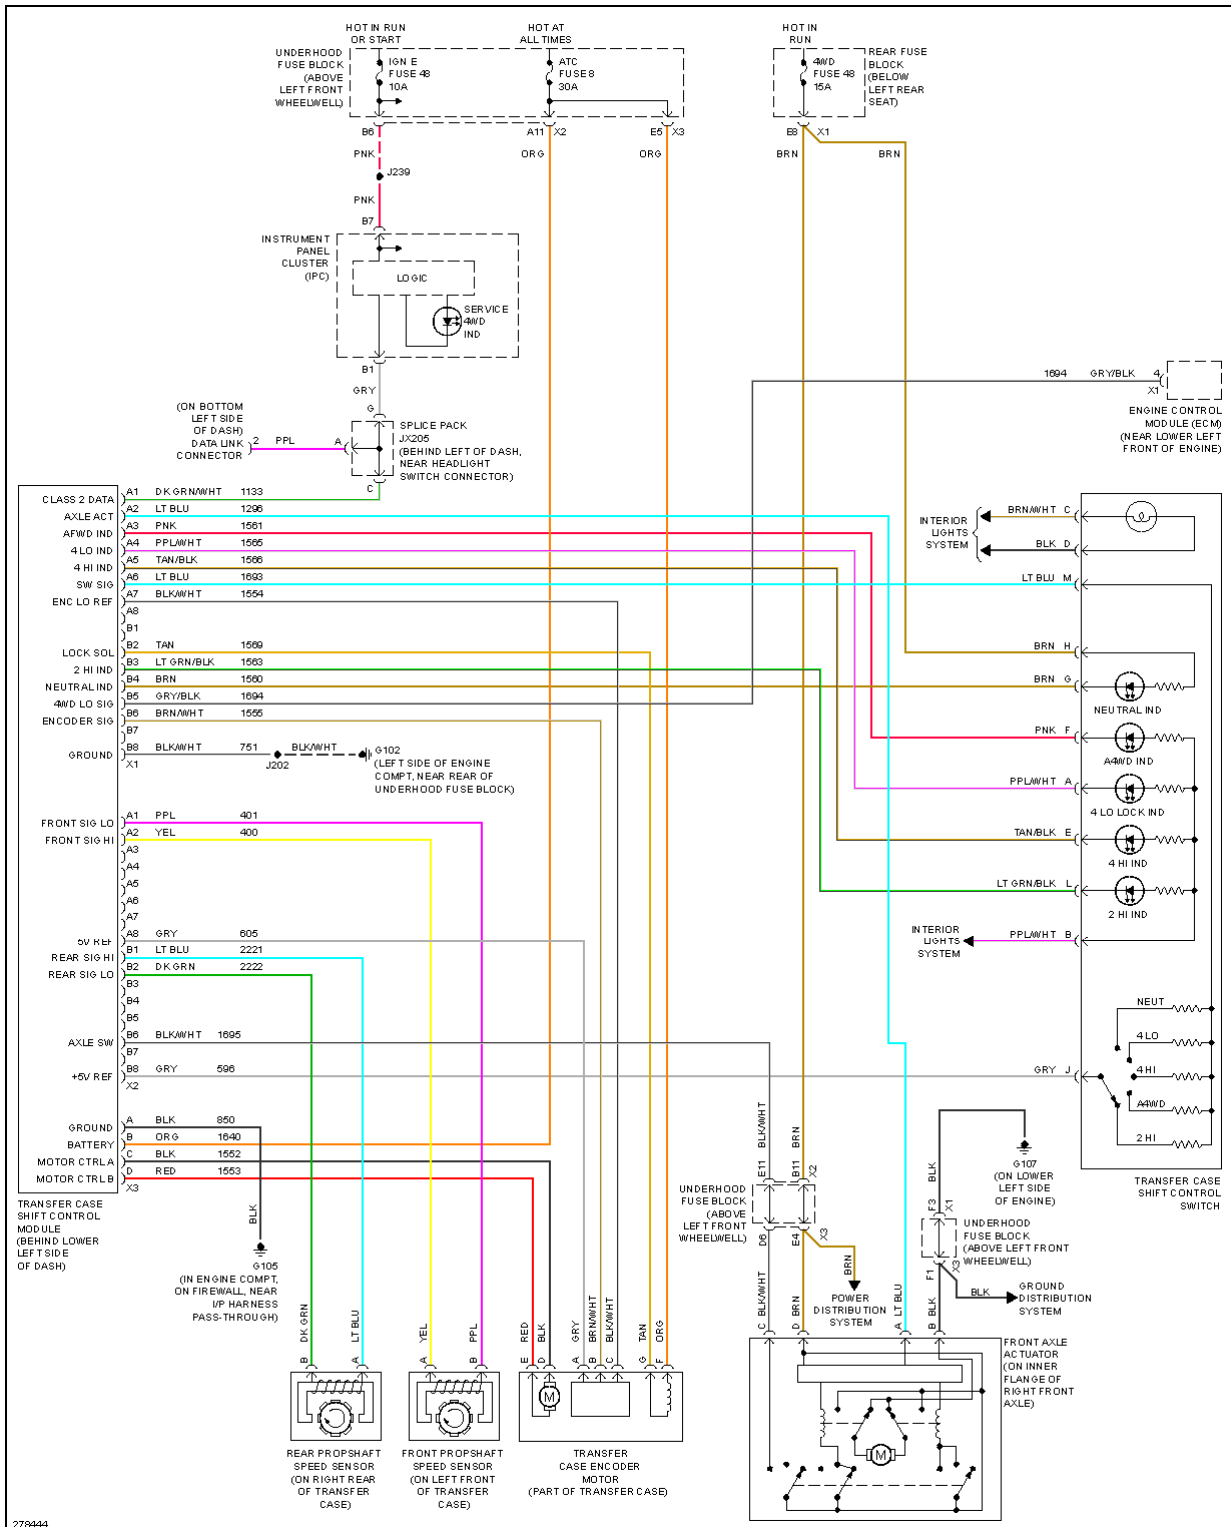 HOT IN RUN
OR START
HOT AT
ALL TIMES
HOT IN
RUN
UNDERHOOD
FUSE BLOCK
(ABOVE
LEFT FRONT
WHEELWELL)
IGN E
FUSE 48
10A
ATC
FUSE 8
30A
4WD
FUSE 48
15A
REAR FUSE
BLOCK
(BELOW
LEFT REAR
SEAT)
B6
A11 X2
E5 X3
E8 X1
PNK
ORG
ORG
BRN
BRN
J239
PNK
B7
INSTRUMENT
PANEL
CLUSTER
(IPC)
LOGIC
SERVICE
4WD
IND
B1
GRY
G
1694 GRY/BLK 4
X1
ENGINE CONTROL
MODULE (ECM)
(NEAR LOWER LEFT
FRONT OF ENGINE)
(ON BOTTOM
LEFT SIDE
OF DASH)
DATA LINK
CONNECTOR
2 PPL A
SPLICE PACK
JX205
(BEHIND LEFT OF DASH,
NEAR HEADLIGHT
SWITCH CONNECTOR)
C
CLASS 2 DATA A1 DK GRN/WHT 1133
AXLE ACT A2 LT BLU 1296
AFWD IND A3 PNK 1561
4 LO IND A4 PPL/WHT 1565
4 HI IND A5 TAN/BLK 1566
SW SIG A6 LT BLU 1693
ENC LO REF A7 BLK/WHT 1554
A8
B1
LOCK SOL B2 TAN 1569
2 HI IND B3 LT GRN/BLK 1563
NEUTRAL IND B4 BRN 1560
4WD LO SIG B5 GRY/BLK 1694
ENCODER SIG B6 BRN/WHT 1555
B7
GROUND B8 BLK/WHT 751
X1
J202
BLK/WHT
G102
(LEFT SIDE OF ENGINE
COMPT, NEAR REAR OF
UNDERHOOD FUSE BLOCK)
FRONT SIG LO A1 PPL 401
FRONT SIG HI A2 YEL 400
A3
A4
A5
A6
A7
5V REF A8 GRY 605
REAR SIG HI B1 LT BLU 2221
REAR SIG LO B2 DK GRN 2222
B3
B4
B5
AXLE SW B6 BLK/WHT 1695
B7
+5V REF B8 GRY 596
X2
GROUND A BLK 850
BATTERY B ORG 1640
MOTOR CTRL A C BLK 1552
MOTOR CTRL B D RED 1553
X3
TRANSFER CASE
SHIFT CONTROL
MODULE
(BEHIND LOWER
LEFT SIDE
OF DASH)
BLK
G105
(IN ENGINE COMPT,
ON FIREWALL, NEAR
I/P HARNESS
PASS-THROUGH)
INTERIOR
LIGHTS
SYSTEM
BRN/WHT C
BLK D
LT BLU M
BRN H
BRN G
NEUTRAL IND
PNK F
A4WD IND
PPL/WHT A
4 LO LOCK IND
TAN/BLK E
4 HI IND
LT GRN/BLK L
2 HI IND
INTERIOR
LIGHTS
SYSTEM
PPL/WHT B
NEUT
4 LO
GRY J
4 HI
A4WD
2 HI
TRANSFER CASE
SHIFT CONTROL
SWITCH
BLK/WHT
BRN
E11
B11
X2
UNDERHOOD
FUSE BLOCK
(ABOVE
LEFT FRONT
WHEELWELL)
D6
E4
X3
BRN
POWER
DISTRIBUTION
SYSTEM
BLK
F3
X1
G107
(ON LOWER
LEFT SIDE
OF ENGINE)
UNDERHOOD
FUSE BLOCK
(ABOVE LEFT FRONT
WHEELWELL)
F1
X3
BLK
GROUND
DISTRIBUTION
SYSTEM
C BLK/WHT
D BRN
A LT BLU
B BLK
FRONT AXLE
ACTUATOR
(ON INNER
FLANGE OF
RIGHT FRONT
AXLE)
M
B DK GRN
A LT BLU
A YEL
B PPL
E RED
D BLK
A GRY
B BRN/WHT
C BLK/WHT
G TAN
F ORG
M
REAR PROPSHAFT
SPEED SENSOR
(ON RIGHT REAR
OF TRANSFER
CASE)
FRONT PROPSHAFT
SPEED SENSOR
(ON LEFT FRONT
OF TRANSFER
CASE)
TRANSFER
CASE ENCODER
MOTOR
(PART OF TRANSFER CASE)
278444